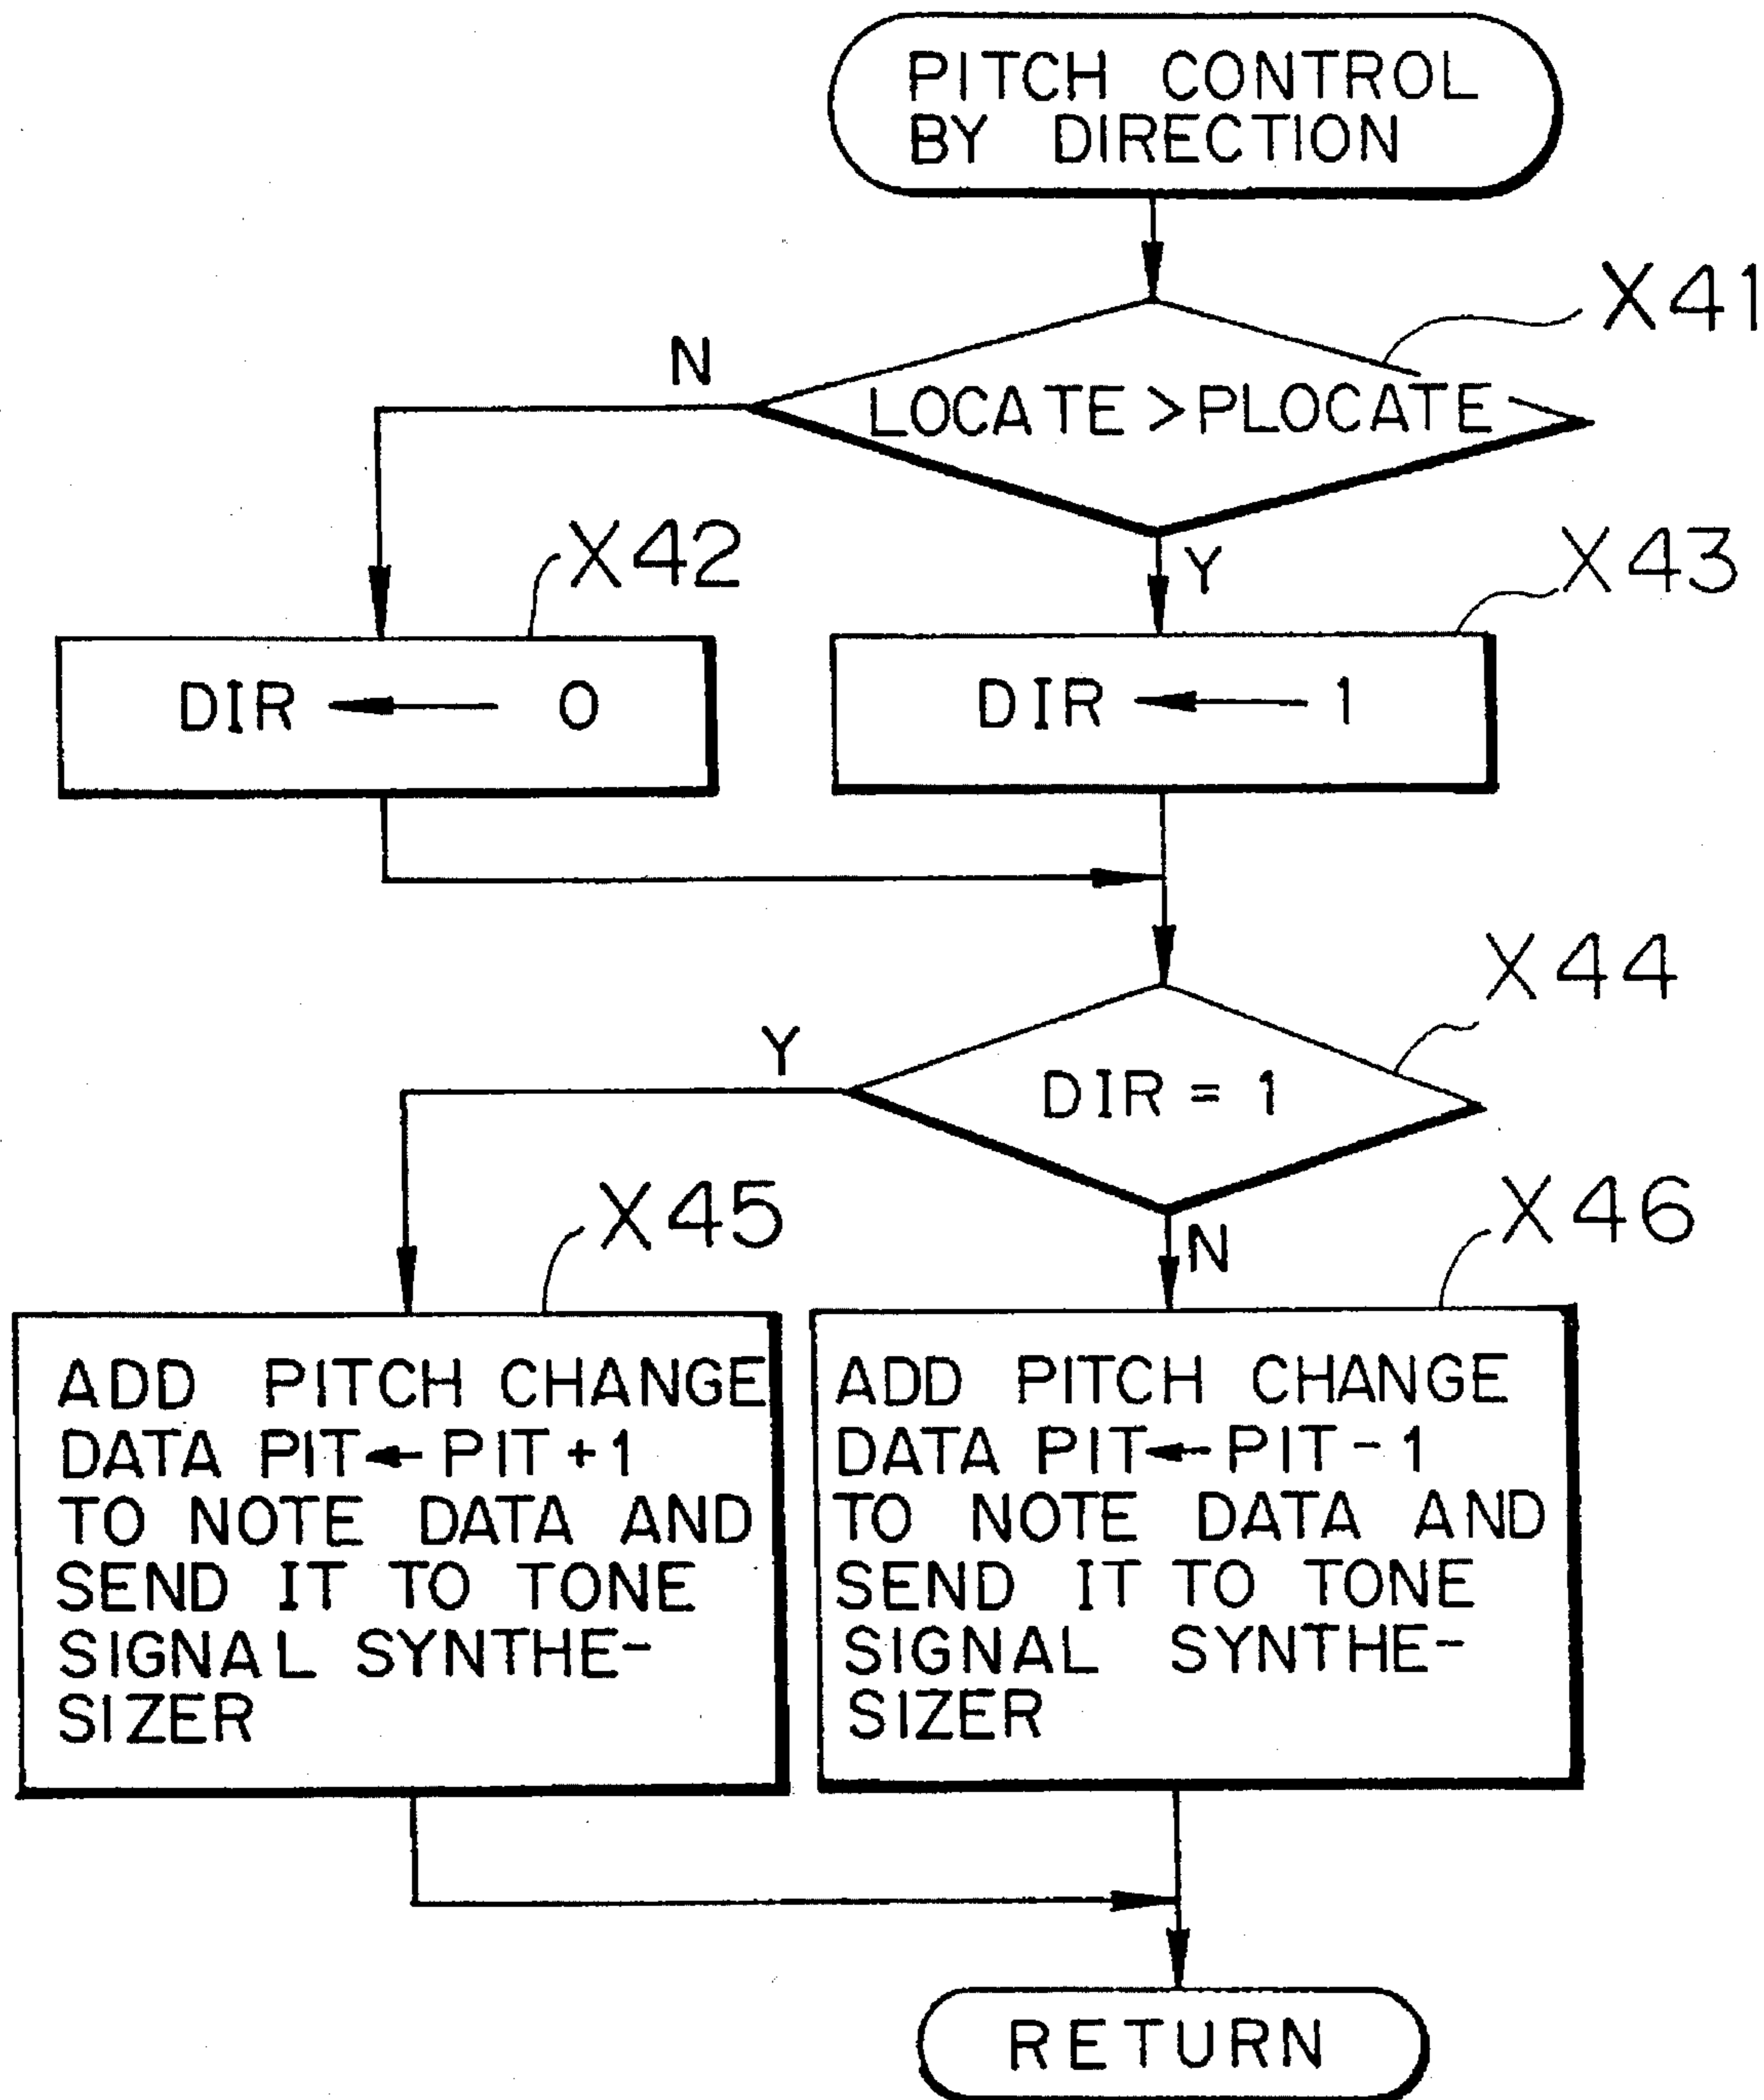 PITCH CONTROL
BY DIRECTION
X41
N
LOCATE > PLOCATE
X42
Y
X43
DIR ← 0
DIR ← 1
X44
Y
DIR = 1
X45
N
X46
ADD PITCH CHANGE
DATA PIT ← PIT + 1
TO NOTE DATA AND
SEND IT TO TONE
SIGNAL SYNTHE-
SIZER
ADD PITCH CHANGE
DATA PIT ← PIT - 1
TO NOTE DATA AND
SEND IT TO TONE
SIGNAL SYNTHE-
SIZER
RETURN